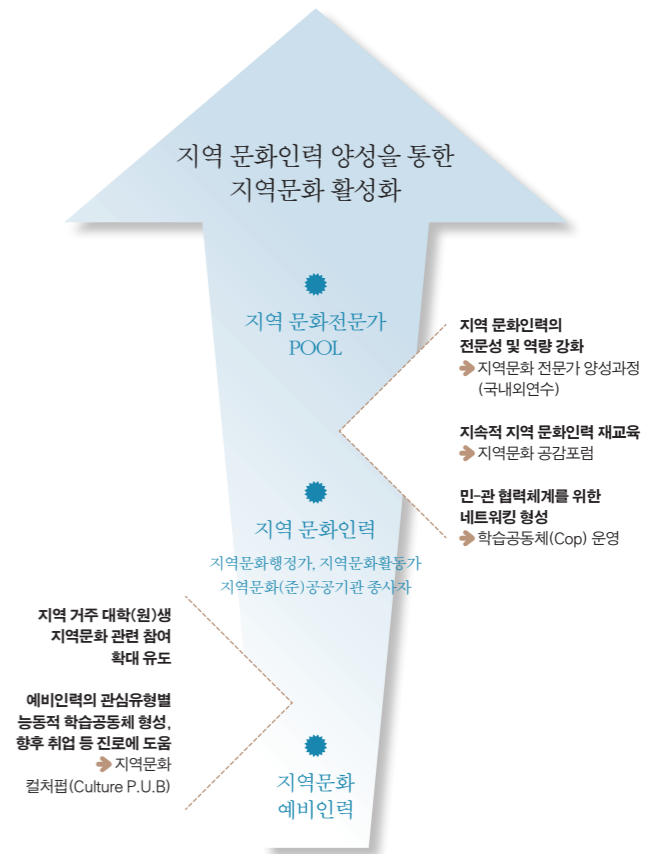 지역 문화인력 양성을 통한
지역문화 활성화
지역 문화전문가
POOL
지역 문화인력의
전문성 및 역량 강화
지역문화 전문가 양성과정
(국내외연수)
지속적 지역 문화인력 재교육
지역문화 공감포럼
민-관 협력체계를 위한
네트워킹 형성
학습공동체(Cop) 운영
지역 문화인력
지역문화행정가, 지역문화활동가
지역문화(준)공공기관 종사자
지역 거주 대학(원)생
지역문화 관련 참여
확대 유도
예비인력의 관심유형별
능동적 학습공동체 형성,
향후 취업 등 진로에 도움
지역문화
컬처펍(Culture P.U.B)
지역문화
예비인력